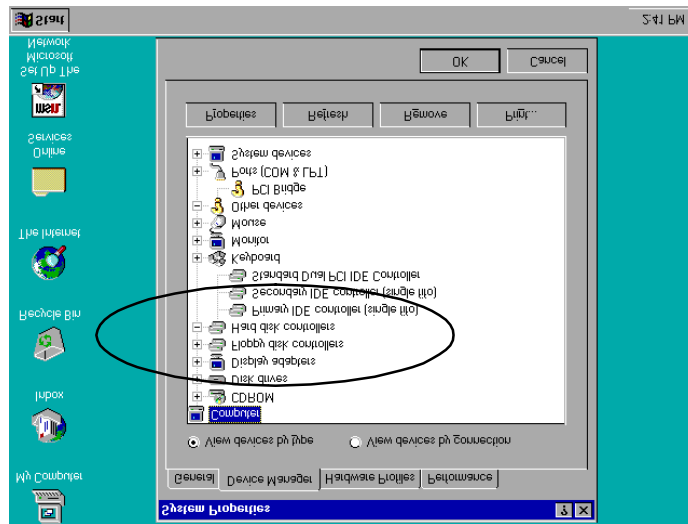 My Computer
Inbox
Recycle Bin
The Internet
Online
Services
msn.
Set Up The
Microsoft
Network
System Properties
General
Device Manager
Hardware Profiles
Performance
View devices by type
View devices by connection
Computer
CDROM
Disk drives
Display adapters
Floppy disk controllers
Hard disk controllers
Primary IDE controller (single fifo)
Secondary IDE controller (single fifo)
Standard Dual PCI IDE Controller
Keyboard
Monitor
Mouse
Other devices
PCI Bridge
Ports (COM & LPT)
System devices
Properties
Refresh
Remove
Print...
OK
Cancel
Start
2:41 PM